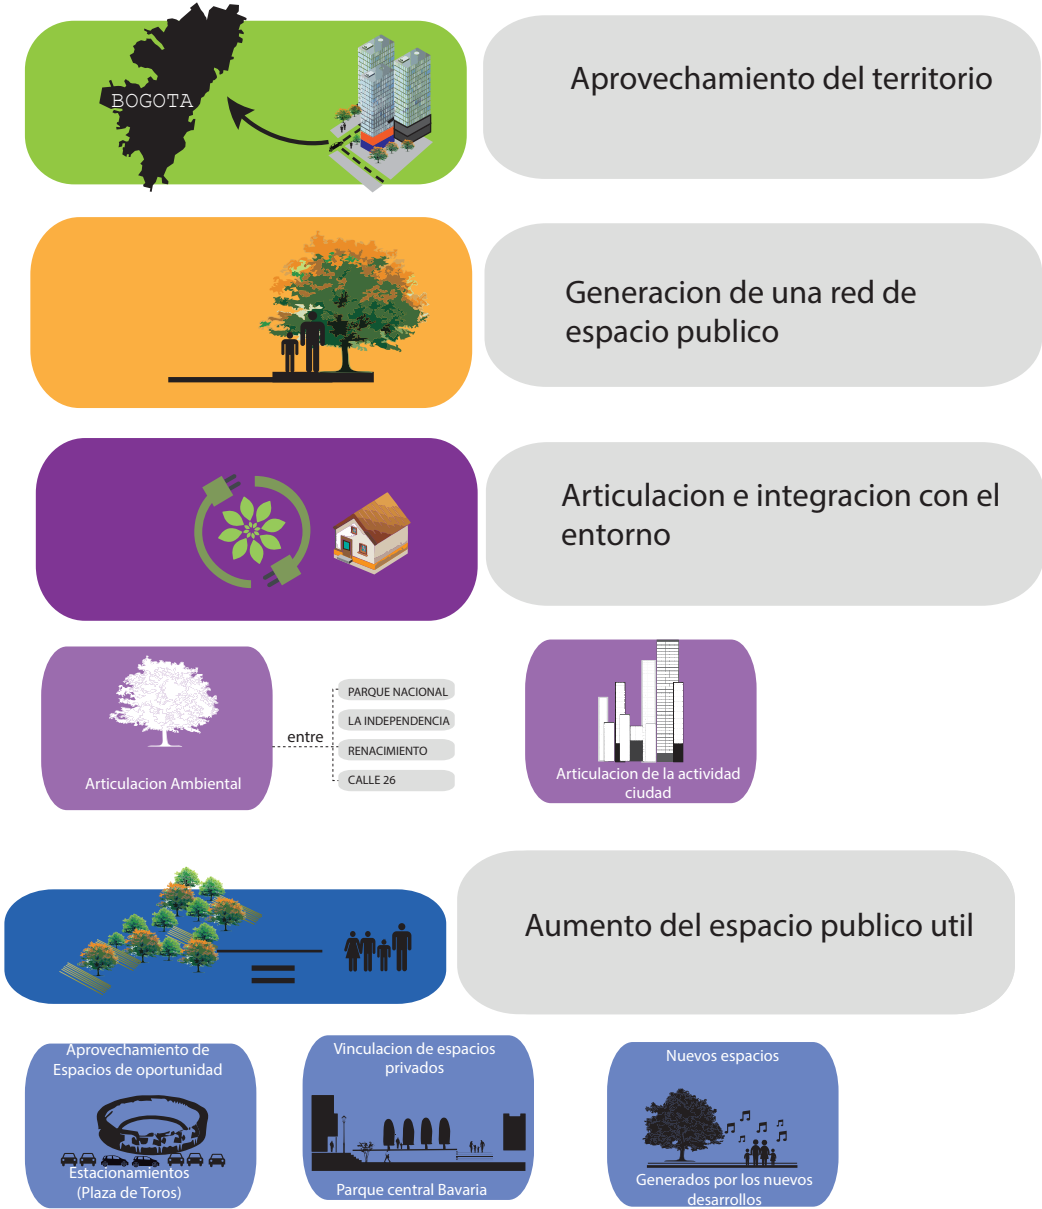 BOGOTA
Aprovechamiento del territorio
Generacion de una red de
espacio publico
Articulacion e integracion con el
entorno
Articulacion Ambiental
entre
PARQUE NACIONAL
LA INDEPENDENCIA
RENACIMIENTO
CALLE 26
Articulacion de la actividad
ciudad
Aumento del espacio publico util
Aprovechamiento de
Espacios de oportunidad
Estacionamientos
(Plaza de Toros)
Vinculacion de espacios
privados
Parque central Bavaria
Nuevos espacios
Generados por los nuevos
desarrollos